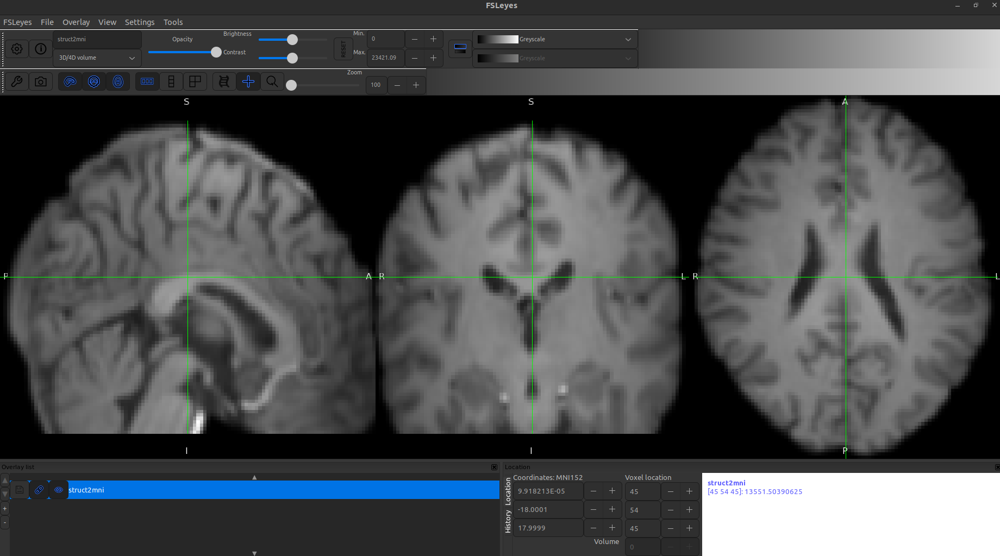 FSLeyes
FSLeyes File Overlay View Settings Tools
struct2mni
3D/4D volume
Opacity
Brightness
Contrast
RESET
Min. 0
Max. 23421.09
Greyscale
Greyscale
Zoom
100
S
P
A
I
S
R
L
I
A
R
L
P
Overlay list
struct2mni
Location
Location
History
Coordinates: MNI152
9.918213E-05
-18.0001
17.9999
Volume
Voxel location
45
54
45
0
struct2mni
[45 54 45]: 13551.50390625